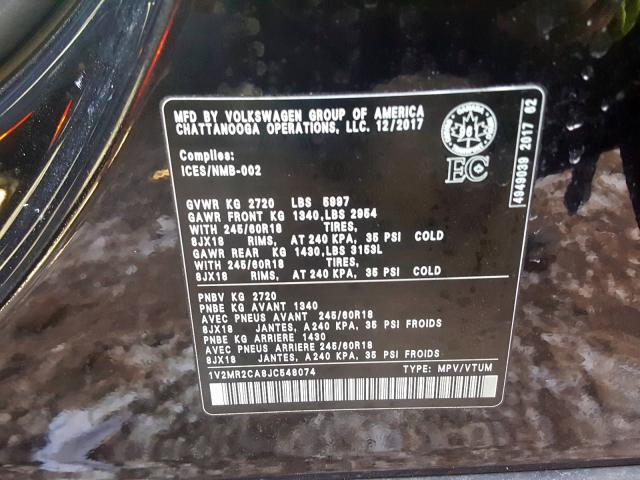 MFD BY VOLKSWAGEN GROUP OF AMERICA
CHATTANOOGA OPERATIONS, LLC. 12/2017
Complies:
ICES/NMB-002
CANADA
EC
4949039 2017 02
GVWR KG 2720 LBS 5997
GAWR FRONT KG 1340,LBS 2954
WITH 245/60R18 TIRES,
8JX18 RIMS, AT 240 KPA, 35 PSI COLD
GAWR REAR KG 1430,LBS 3153L
WITH 245/60R18 TIRES,
8JX18 RIMS, AT 240 KPA, 35 PSI COLD
PNBV KG 2720
PNBE KG AVANT 1340
AVEC PNEUS AVANT 245/60R18
8JX18 JANTES, A 240 KPA, 35 PSI FROIDS
PNBE KG ARRIERE 1430
AVEC PNEUS ARRIERE 245/60R18
8JX18 JANTES, A 240 KPA, 35 PSI FROIDS
1V2MR2CA8JC548074 TYPE: MPV/VTUM